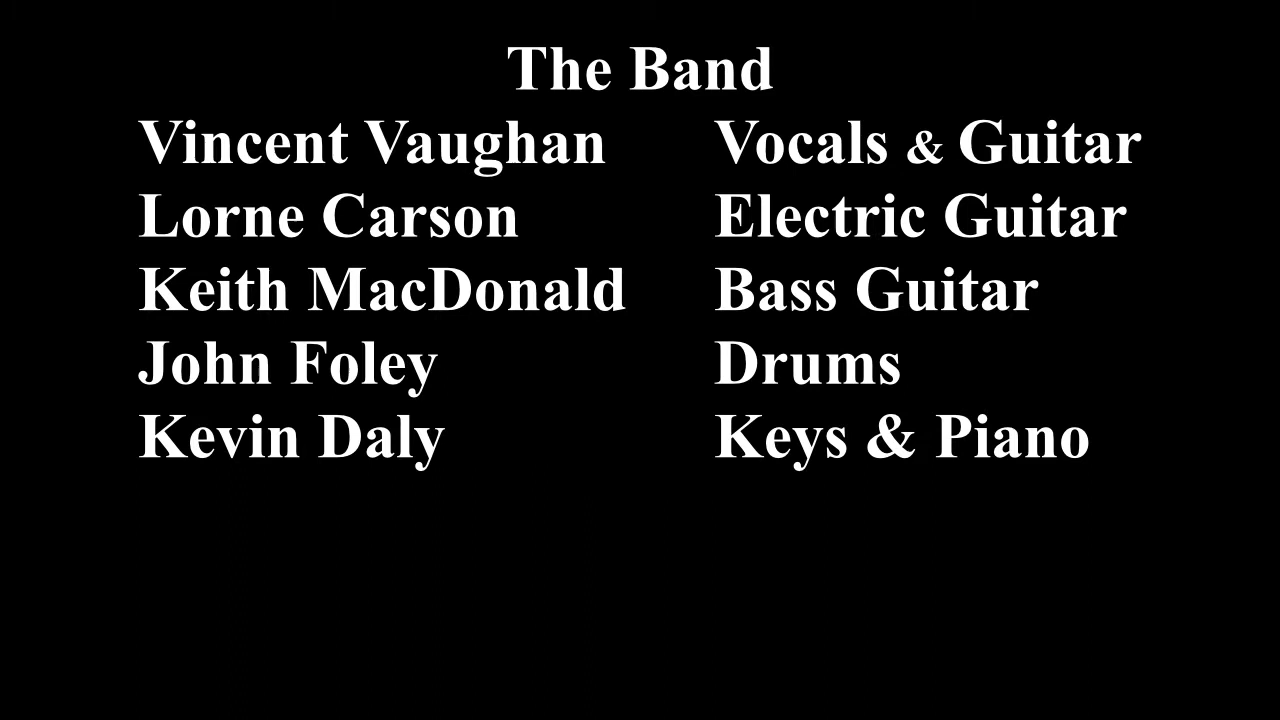 The Band
Vincent Vaughan Vocals & Guitar
Lorne Carson Electric Guitar
Keith MacDonald Bass Guitar
John Foley Drums
Kevin Daly Keys & Piano